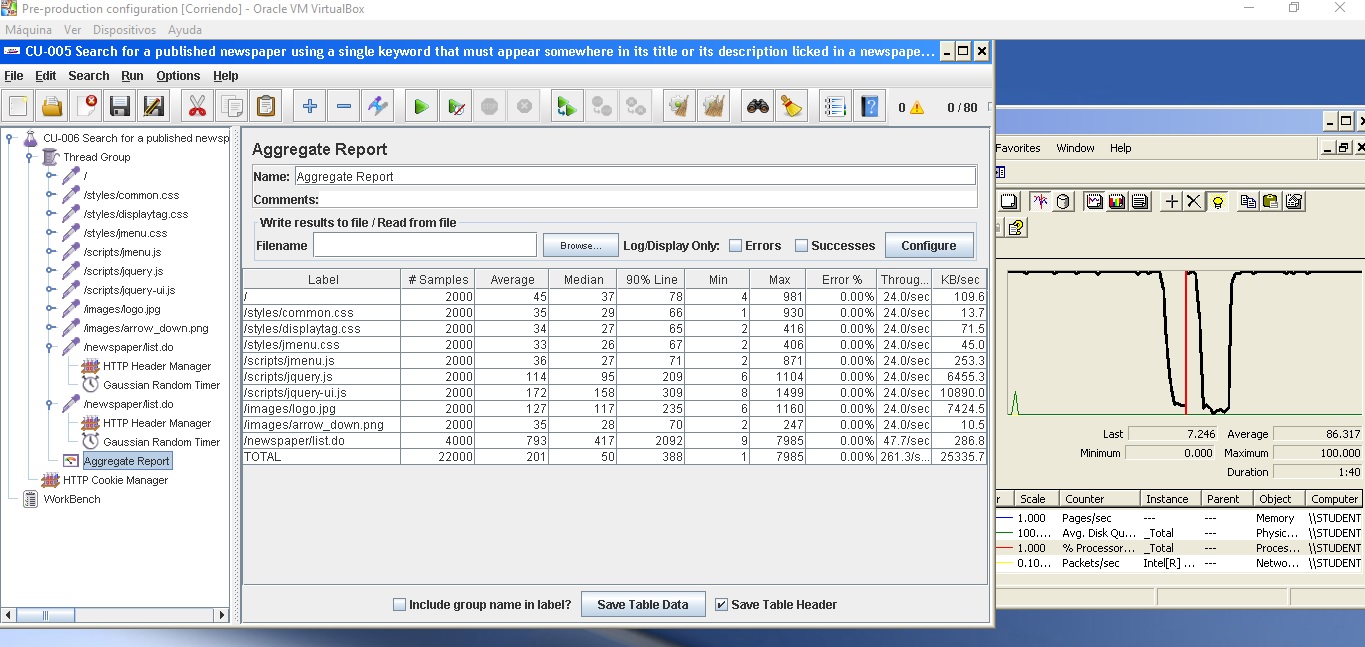 Pre-production configuration [Corriendo] - Oracle VM VirtualBox
Máquina Ver Dispositivos Ayuda
CU-005 Search for a published newspaper using a single keyword that must appear somewhere in its title or its description licked in a newspape...
File Edit Search Run Options Help
0 0 / 80
CU-006 Search for a published newsp
Thread Group
/
/styles/common.css
/styles/displaytag.css
/styles/jmenu.css
/scripts/jmenu.js
/scripts/jquery.js
/scripts/jquery-ui.js
/images/logo.jpg
/images/arrow_down.png
/newspaper/list.do
HTTP Header Manager
Gaussian Random Timer
/newspaper/list.do
HTTP Header Manager
Gaussian Random Timer
Aggregate Report
HTTP Cookie Manager
WorkBench
Aggregate Report
Name: Aggregate Report
Comments:
Write results to file / Read from file
Filename Browse... Log/Display Only: Errors Successes Configure
Label # Samples Average Median 90% Line Min Max Error % Throug... KB/sec
/ 2000 45 37 78 4 981 0.00% 24.0/sec 109.6
/styles/common.css 2000 35 29 66 1 930 0.00% 24.0/sec 13.7
/styles/displaytag.css 2000 34 27 65 2 416 0.00% 24.0/sec 71.5
/styles/jmenu.css 2000 33 26 67 2 406 0.00% 24.0/sec 45.0
/scripts/jmenu.js 2000 36 27 71 2 871 0.00% 24.0/sec 253.3
/scripts/jquery.js 2000 114 95 209 6 1104 0.00% 24.0/sec 6455.3
/scripts/jquery-ui.js 2000 172 158 309 8 1499 0.00% 24.0/sec 10890.0
/images/logo.jpg 2000 127 117 235 6 1160 0.00% 24.0/sec 7424.5
/images/arrow_down.png 2000 35 28 70 2 247 0.00% 24.0/sec 10.5
/newspaper/list.do 4000 793 417 2092 9 7985 0.00% 47.7/sec 286.8
TOTAL 22000 201 50 388 1 7985 0.00% 261.3/s... 25335.7
Include group name in label? Save Table Data Save Table Header
Favorites Window Help
Last 7.246 Average 86.317
Minimum 0.000 Maximum 100.000
Duration 1:40
r Scale Counter Instance Parent Object Computer
1.000 Pages/sec --- --- Memory \\STUDENT
100.... Avg. Disk Qu... _Total --- Physic... \\STUDENT
1.000 % Processor... _Total --- Proces... \\STUDENT
0.10... Packets/sec Intel[R] ... --- Netwo... \\STUDENT